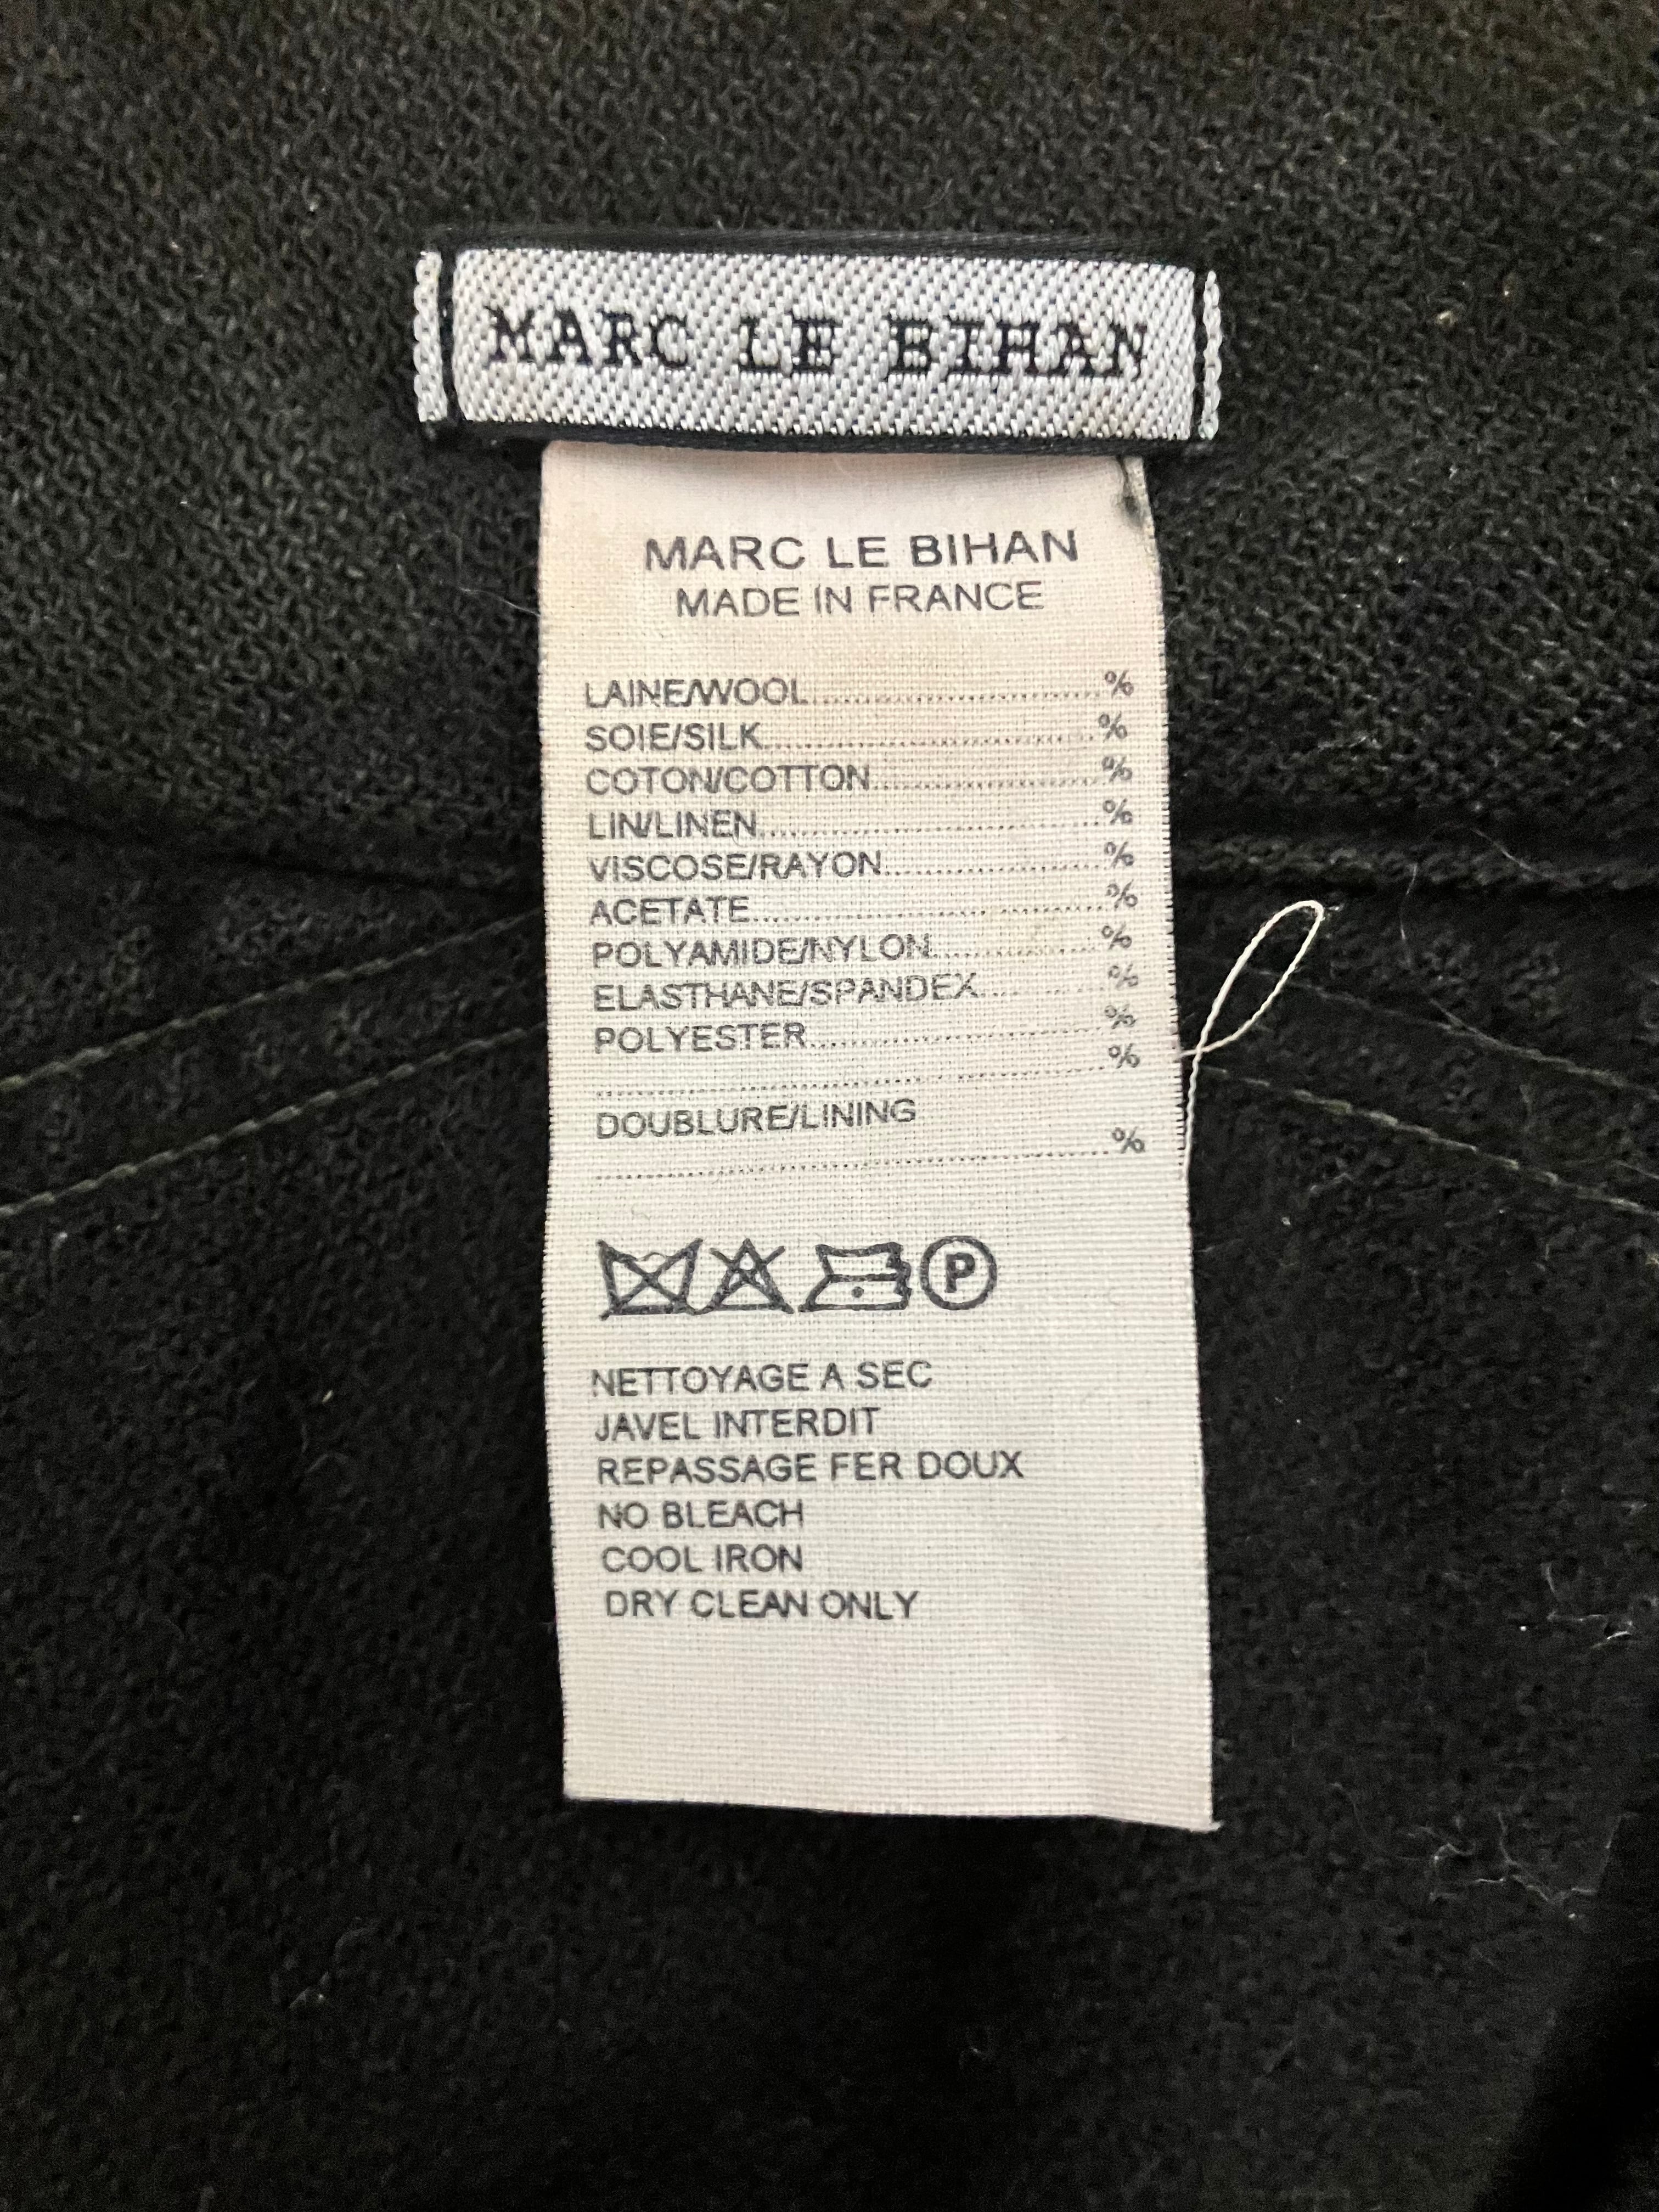 MARC LE BIHAN
MARC LE BIHAN
MADE IN FRANCE
LAINE/WOOL..............................%
SOIE/SILK..............................%
COTON/COTTON..............................%
LIN/LINEN..............................%
VISCOSE/RAYON..............................%
ACETATE..............................%
POLYAMIDE/NYLON..............................%
ELASTHANE/SPANDEX..............................%
POLYESTER..............................%
..............................%
DOUBLURE/LINING
..............................%
P
NETTOYAGE A SEC
JAVEL INTERDIT
REPASSAGE FER DOUX
NO BLEACH
COOL IRON
DRY CLEAN ONLY